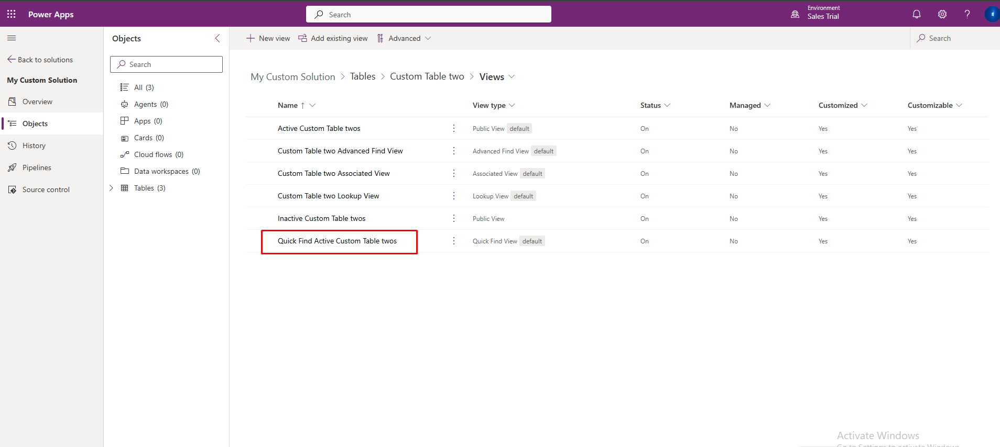 Power Apps
Search
Environment
Sales Trial
Back to solutions
My Custom Solution
Overview
Objects
History
Pipelines
Source control
Objects
Search
All (3)
Agents (0)
Apps (0)
Cards (0)
Cloud flows (0)
Data workspaces (0)
Tables (3)
New view Add existing view Advanced
Search
My Custom Solution > Tables > Custom Table two > Views
Name ↑ View type Status Managed Customized Customizable
Active Custom Table twos Public View default On No Yes Yes
Custom Table two Advanced Find View Advanced Find View default On No Yes Yes
Custom Table two Associated View Associated View default On No Yes Yes
Custom Table two Lookup View Lookup View default On No Yes Yes
Inactive Custom Table twos Public View On No Yes Yes
Quick Find Active Custom Table twos Quick Find View default On No Yes Yes
Activate Windows
Go to Settings to activate Windows.